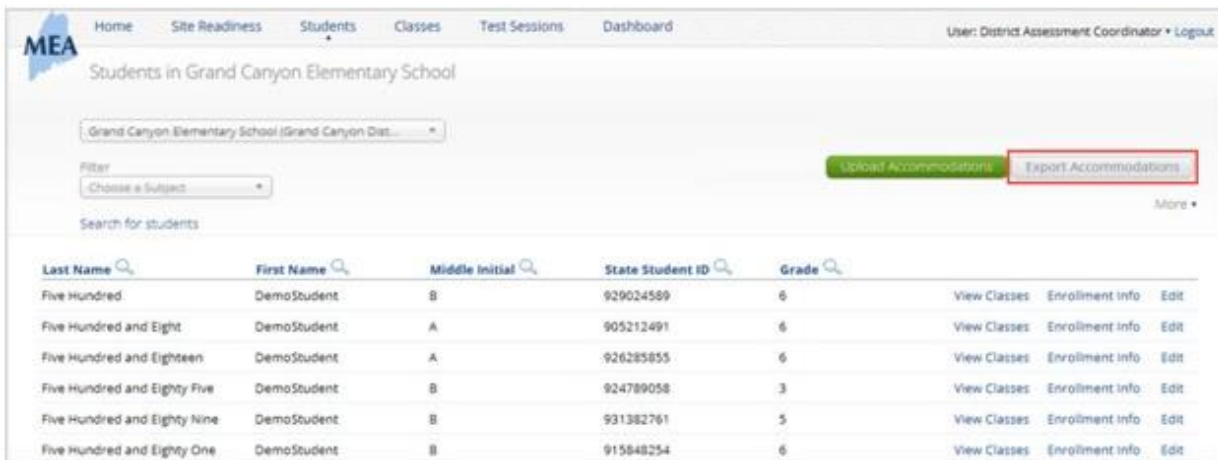 MEA
Home Site Readiness Students Classes Test Sessions Dashboard User: District Assessment Coordinator • Logout
Students in Grand Canyon Elementary School
Grand Canyon Elementary School (Grand Canyon Dist...
Filter
Choose a Subject
Upload Accommodations Export Accommodations
More
Search for students
Last Name First Name Middle Initial State Student ID Grade
Five Hundred DemoStudent B 929024589 6 View Classes Enrollment Info Edit
Five Hundred and Eight DemoStudent A 905212491 6 View Classes Enrollment Info Edit
Five Hundred and Eighteen DemoStudent A 926285855 6 View Classes Enrollment Info Edit
Five Hundred and Eighty Five DemoStudent B 924789058 3 View Classes Enrollment Info Edit
Five Hundred and Eighty Nine DemoStudent B 931382761 5 View Classes Enrollment Info Edit
Five Hundred and Eighty One DemoStudent B 915848254 6 View Classes Enrollment Info Edit